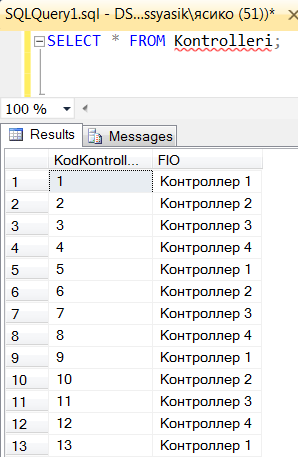 SQLQuery1.sql - DS...ssyasik\ясико (51))*
SELECT * FROM Kontrolleri;
100 %
Results Messages
KodKontroll... FIO
1 1 Контроллер 1
2 2 Контроллер 2
3 3 Контроллер 3
4 4 Контроллер 4
5 5 Контроллер 1
6 6 Контроллер 2
7 7 Контроллер 3
8 8 Контроллер 4
9 9 Контроллер 1
10 10 Контроллер 2
11 11 Контроллер 3
12 12 Контроллер 4
13 13 Контроллер 1